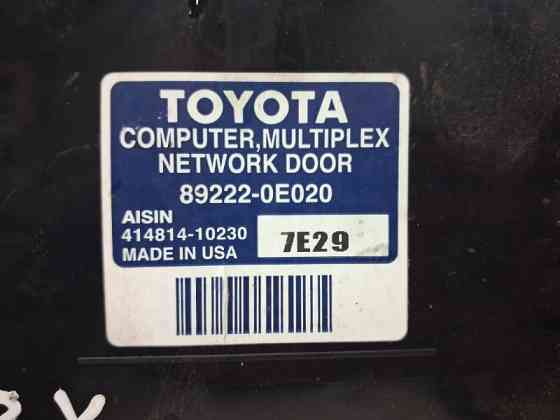 TOYOTA
COMPUTER,MULTIPLEX
NETWORK DOOR
89222-0E020
AISIN
414814-10230
7E29
MADE IN USA